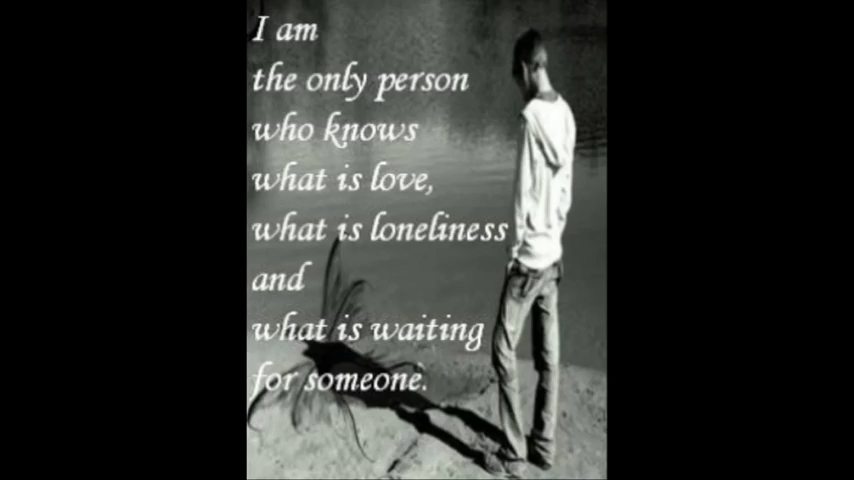 I am
the only person
who knows
what is love,
what is loneliness
and
what is waiting
for someone.